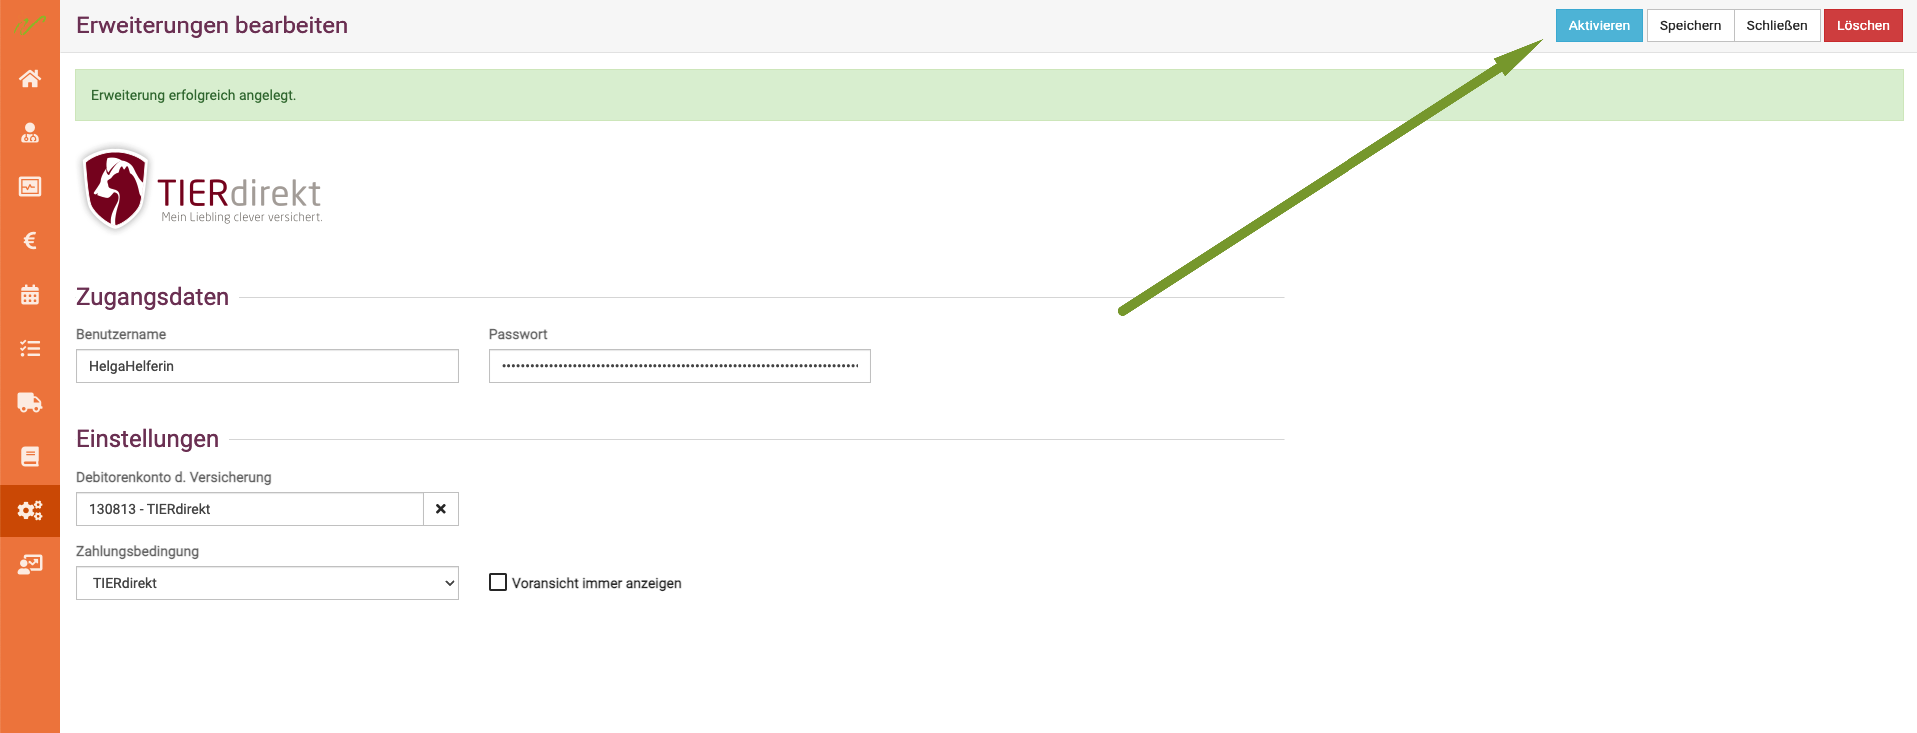 Erweiterungen bearbeiten
Aktivieren
Speichern
Schließen
Löschen
Erweiterung erfolgreich angelegt.
TIERdirekt
Mein Liebling clever versichert.
Zugangsdaten
Benutzername
Passwort
HelgaHelferin
Einstellungen
Debitorenkonto d. Versicherung
130813 - TIERdirekt
Zahlungsbedingung
TIERdirekt
Voransicht immer anzeigen